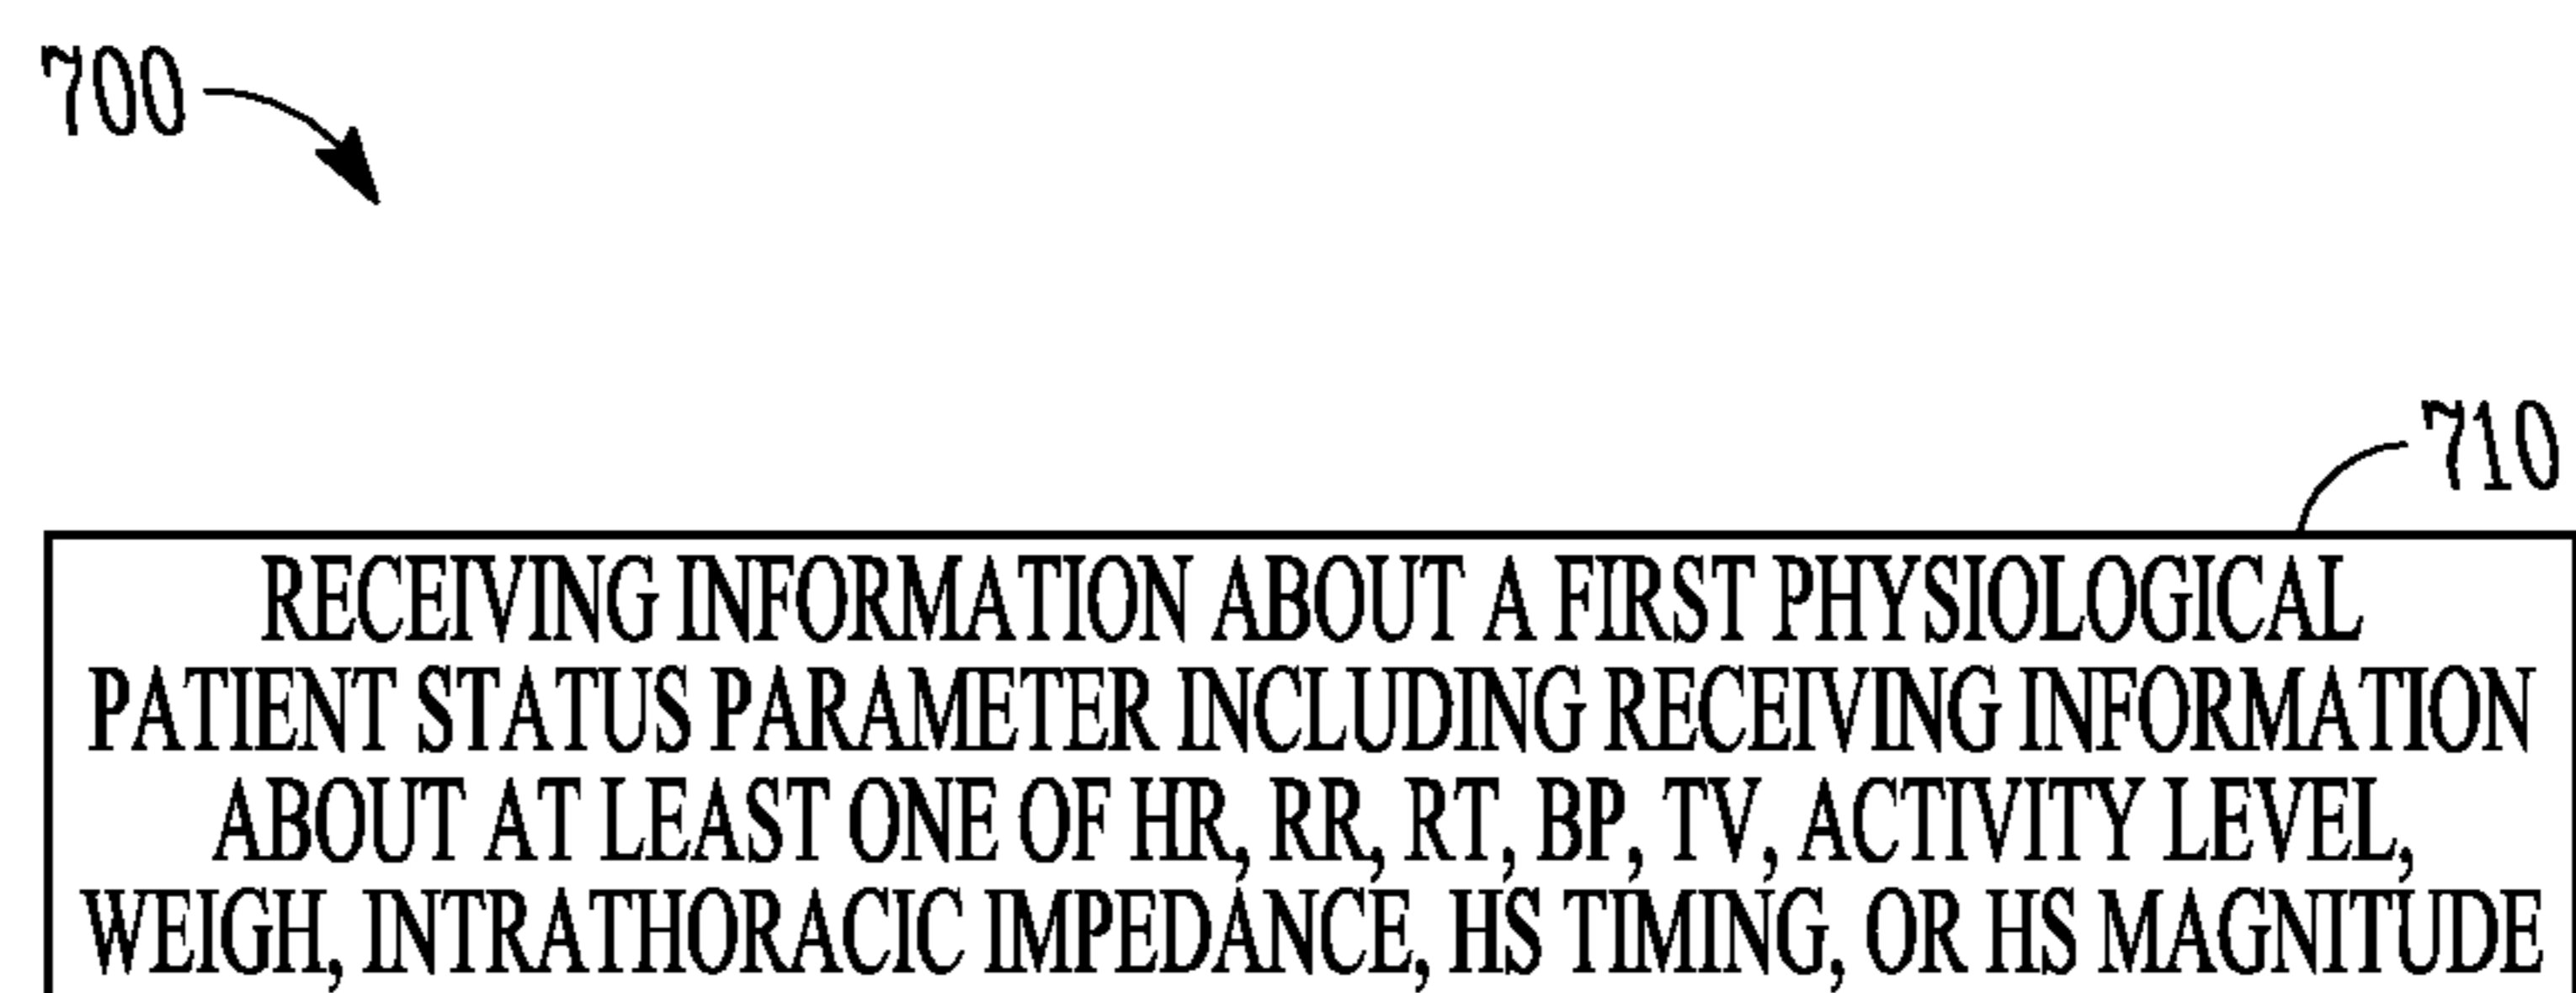 700
710
RECEIVING INFORMATION ABOUT A FIRST PHYSIOLOGICAL
PATIENT STATUS PARAMETER INCLUDING RECEIVING INFORMATION
ABOUT AT LEAST ONE OF HR, RR, RT, BP, TV, ACTIVITY LEVEL,
WEIGH, INTRATHORACIC IMPEDANCE, HS TIMING, OR HS MAGNITUDE